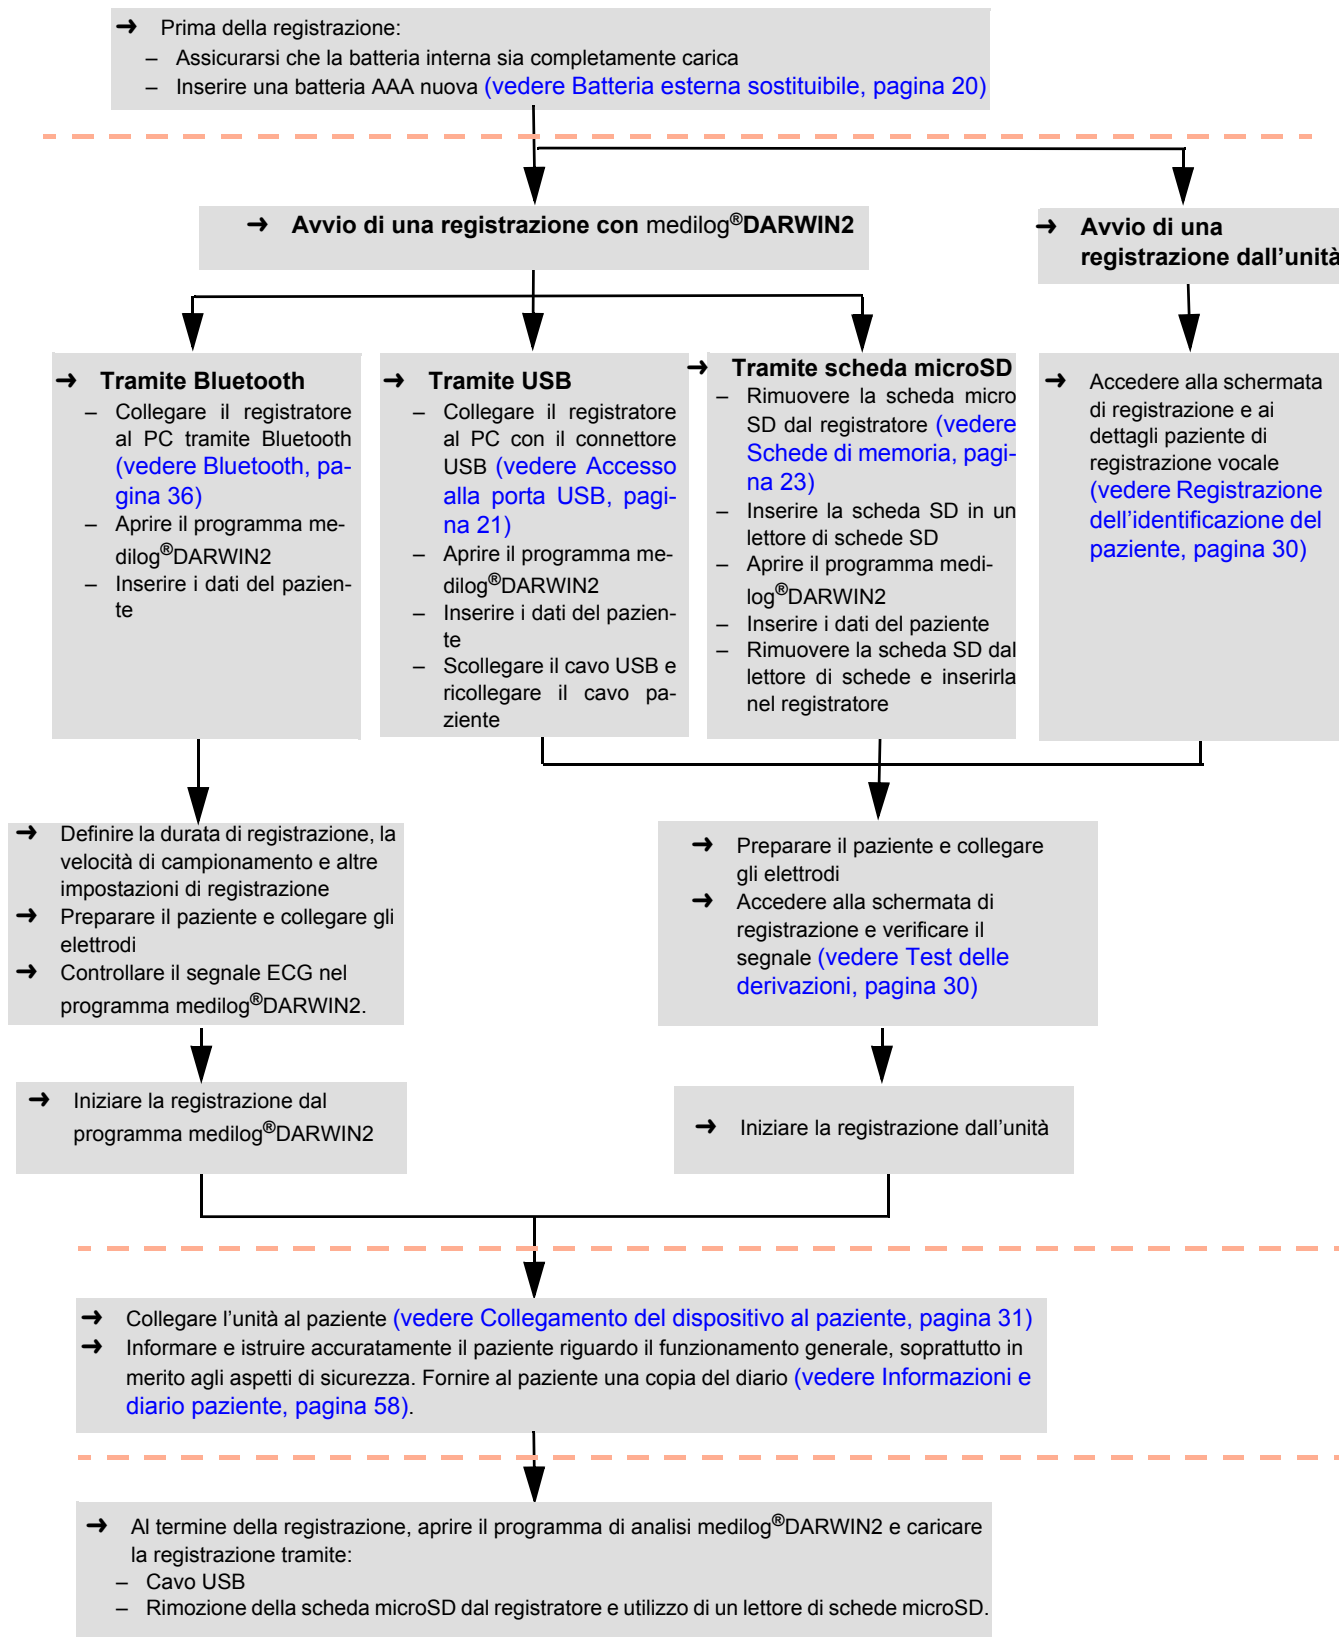 ➜ Prima della registrazione:
– Assicurarsi che la batteria interna sia completamente carica
– Inserire una batteria AAA nuova (vedere Batteria esterna sostituibile, pagina 20)
➜ Avvio di una registrazione con medilog®DARWIN2
➜ Avvio di una
registrazione dall’unità
➜ Tramite Bluetooth
– Collegare il registratore
al PC tramite Bluetooth
(vedere Bluetooth, pa-
gina 36)
– Aprire il programma me-
dilog®DARWIN2
– Inserire i dati del pazien-
te
➜ Tramite USB
– Collegare il registratore
al PC con il connettore
USB (vedere Accesso
alla porta USB, pagi-
na 21)
– Aprire il programma me-
dilog®DARWIN2
– Inserire i dati del pazien-
te
– Scollegare il cavo USB e
ricollegare il cavo pa-
ziente
➜ Tramite scheda microSD
– Rimuovere la scheda micro
SD dal registratore (vedere
Schede di memoria, pagi-
na 23)
– Inserire la scheda SD in un
lettore di schede SD
– Aprire il programma medi-
log®DARWIN2
– Inserire i dati del paziente
– Rimuovere la scheda SD dal
lettore di schede e inserirla
nel registratore
➜ Accedere alla schermata
di registrazione e ai
dettagli paziente di
registrazione vocale
(vedere Registrazione
dell’identificazione del
paziente, pagina 30)
➜ Definire la durata di registrazione, la
velocità di campionamento e altre
impostazioni di registrazione
➜ Preparare il paziente e collegare gli
elettrodi
➜ Controllare il segnale ECG nel
programma medilog®DARWIN2.
➜ Preparare il paziente e collegare
gli elettrodi
➜ Accedere alla schermata di
registrazione e verificare il
segnale (vedere Test delle
derivazioni, pagina 30)
➜ Iniziare la registrazione dal
programma medilog®DARWIN2
➜ Iniziare la registrazione dall’unità
➜ Collegare l’unità al paziente (vedere Collegamento del dispositivo al paziente, pagina 31)
➜ Informare e istruire accuratamente il paziente riguardo il funzionamento generale, soprattutto in
merito agli aspetti di sicurezza. Fornire al paziente una copia del diario (vedere Informazioni e
diario paziente, pagina 58).
➜ Al termine della registrazione, aprire il programma di analisi medilog®DARWIN2 e caricare
la registrazione tramite:
– Cavo USB
– Rimozione della scheda microSD dal registratore e utilizzo di un lettore di schede microSD.